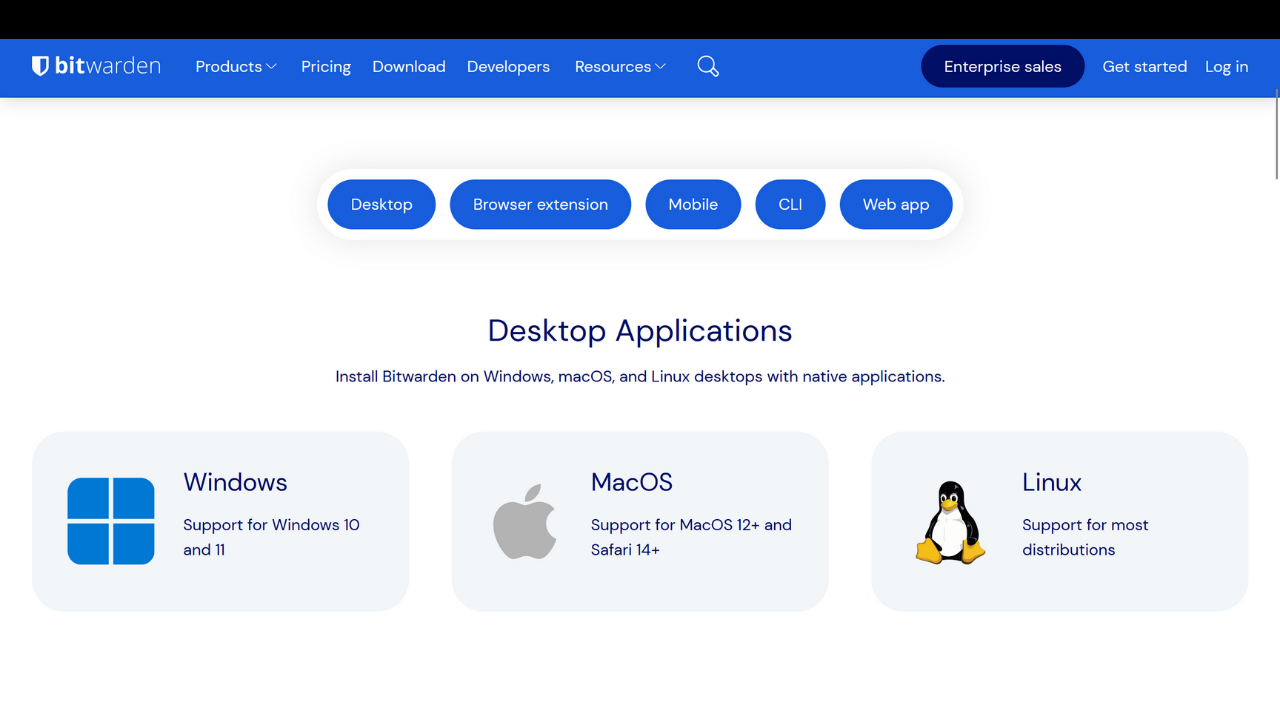 bitwarden Products Pricing Download Developers Resources Enterprise sales Get started Log in
Desktop Browser extension Mobile CLI Web app
Desktop Applications
Install Bitwarden on Windows, macOS, and Linux desktops with native applications.
Windows
Support for Windows 10
and 11
MacOS
Support for MacOS 12+ and
Safari 14+
Linux
Support for most
distributions